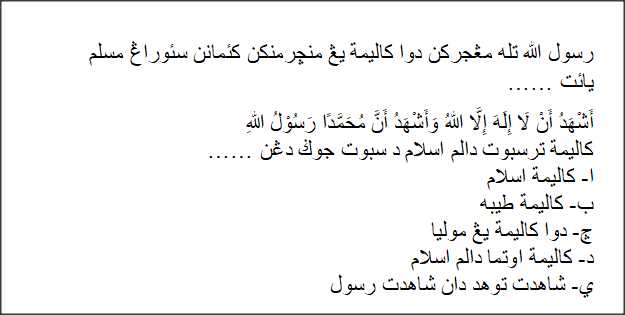 رسول الله تله مڠجركن دوا كاليمة يڠ منچرمنكن كئمانن سئوراڠ مسلم
يائت ......
أَشْهَدُ أَنْ لَا إِلَهَ إِلَّا اللهُ وَأَشْهَدُ أَنَّ مُحَمَّدًا رَسُوْلُ اللهِ
كاليمة ترسبوت دالم اسلام د سبوت جوݢ دڠن ......
ا- كاليمة اسلام
ب- كاليمة طيبه
چ- دوا كاليمة يڠ موليا
د- كاليمة اوتما دالم اسلام
ي- شاهدت توهد دان شاهدت رسول